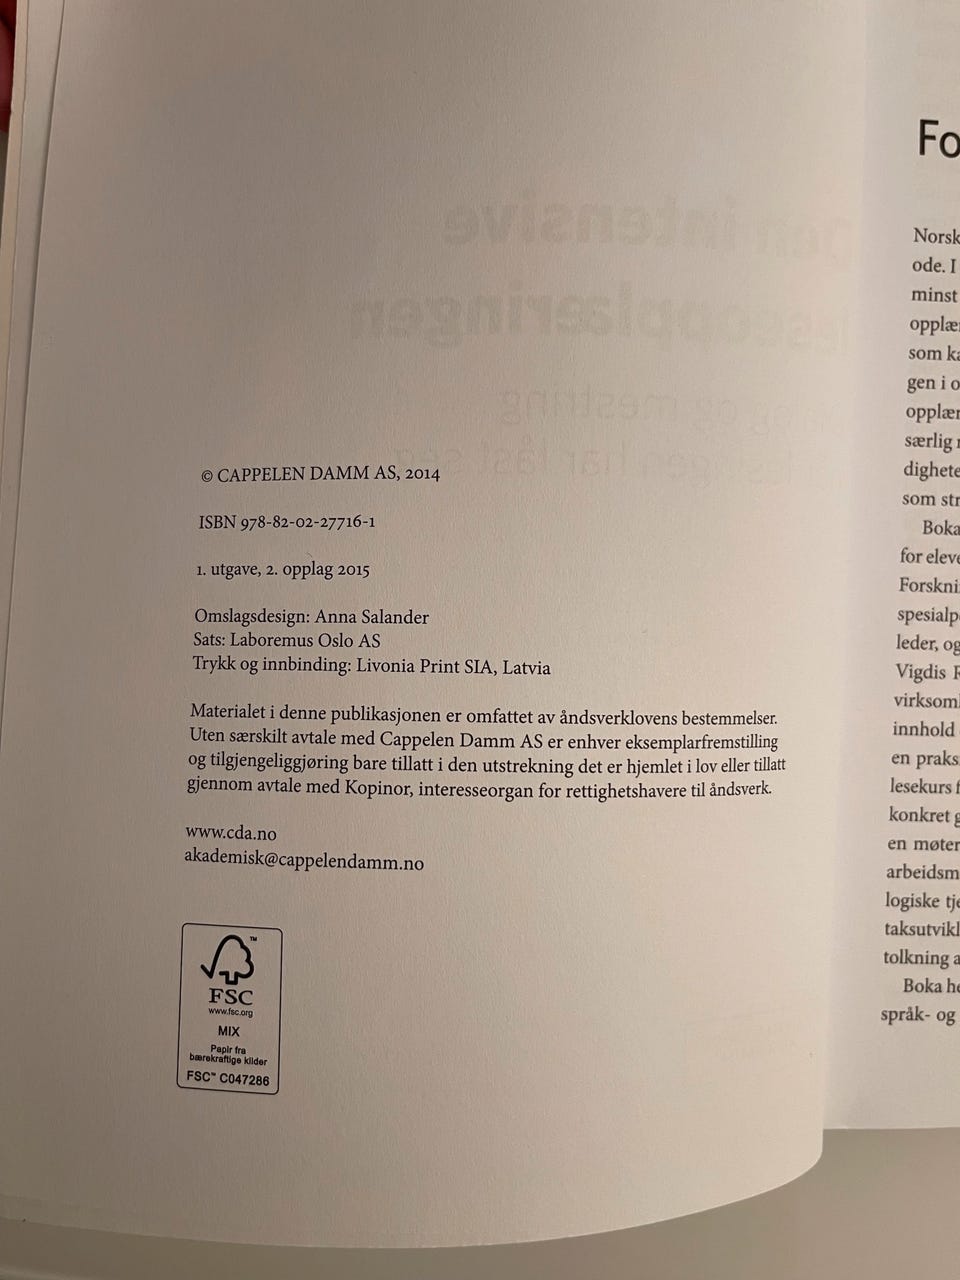 © CAPPELEN DAMM AS, 2014
ISBN 978-82-02-27716-1
1. utgave, 2. opplag 2015
Omslagsdesign: Anna Salander
Sats: Laboremus Oslo AS
Trykk og innbinding: Livonia Print SIA, Latvia
Materialet i denne publikasjonen er omfattet av åndsverklovens bestemmelser.
Uten særskilt avtale med Cappelen Damm AS er enhver eksemplarfremstilling
og tilgjengeliggjøring bare tillatt i den utstrekning det er hjemlet i lov eller tillatt
gjennom avtale med Kopinor, interesseorgan for rettighetshavere til åndsverk.
www.cda.no
akademisk@cappelendamm.no
FSC™
www.fsc.org
MIX
Papir fra
bærekraftige kilder
FSC™ C047286
Fo
Norsk
ode. I
minst
opplæ
som ka
gen i o
opplær
særlig
dighete
som str
Boka
for eleve
Forskni
spesialp
leder, og
Vigdis
virksom
innhold
en praks
lesekurs f
konkret g
en møter
arbeidsm
logiske tje
taksutvikl
tolkning a
Boka he
språk- og